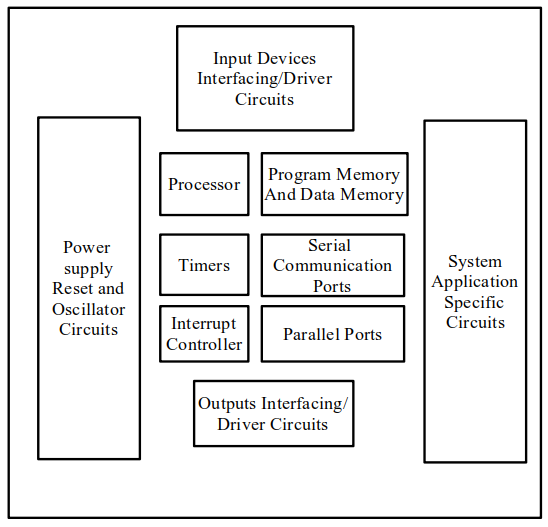 Input Devices
Interfacing/Driver
Circuits
Processor
Program Memory
And Data Memory
Power
supply
Reset and
Oscillator
Circuits
Timers
Serial
Communication
Ports
System
Application
Specific
Circuits
Interrupt
Controller
Parallel Ports
Outputs Interfacing/
Driver Circuits